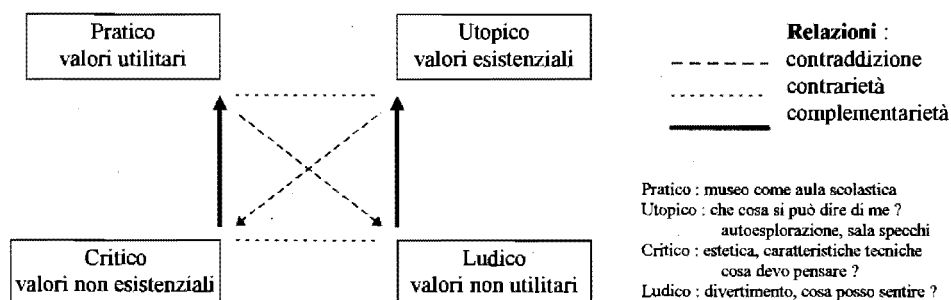 Pratico
valori utilitari
Utopico
valori esistenziali
Critico
valori non esistenziali
Ludico
valori non utilitari
Relazioni :
contraddizione
contrarietà
complementarietà
Pratico : museo come aula scolastica
Utopico : che cosa si può dire di me ?
autoesplorazione, sala specchi
Critico : estetica, caratteristiche tecniche
cosa devo pensare ?
Ludico : divertimento, cosa posso sentire ?